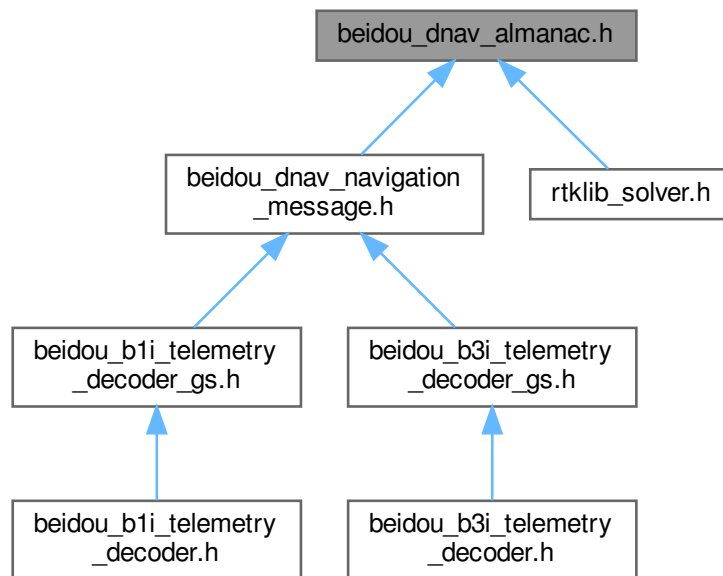 beidou_dnav_almanac.h
beidou_dnav_navigation
_message.h
rtklib_solver.h
beidou_b1i_telemetry
_decoder_gs.h
beidou_b3i_telemetry
_decoder_gs.h
beidou_b1i_telemetry
_decoder.h
beidou_b3i_telemetry
_decoder.h